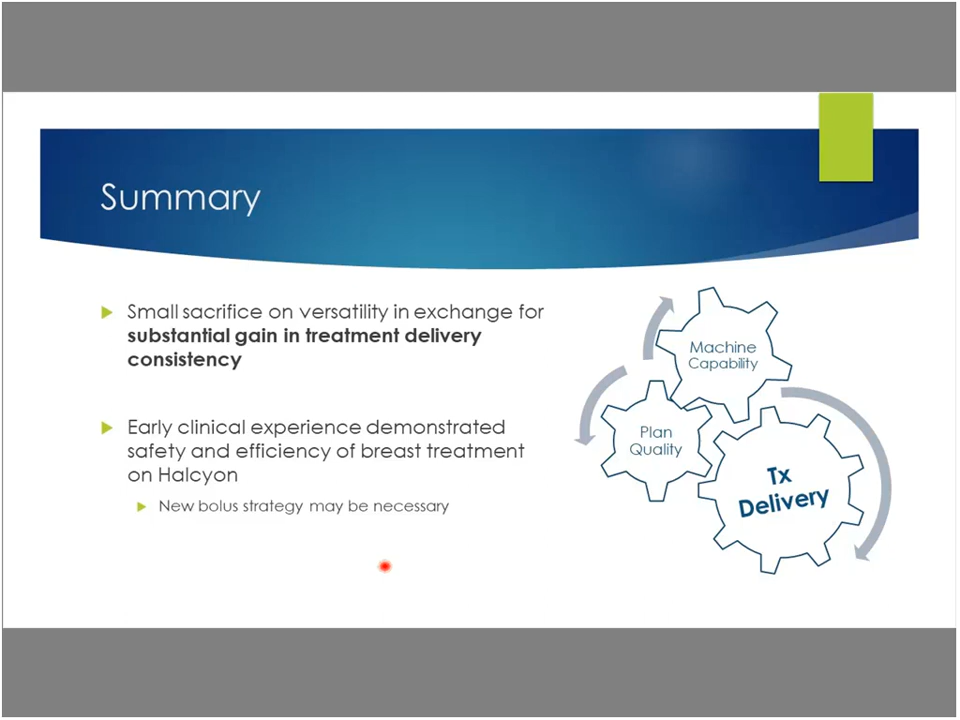 Summary
Small sacrifice on versatility in exchange for
substantial gain in treatment delivery
consistency
Early clinical experience demonstrated
safety and efficiency of breast treatment
on Halcyon
New bolus strategy may be necessary
Machine
Capability
Plan
Quality
Tx
Delivery